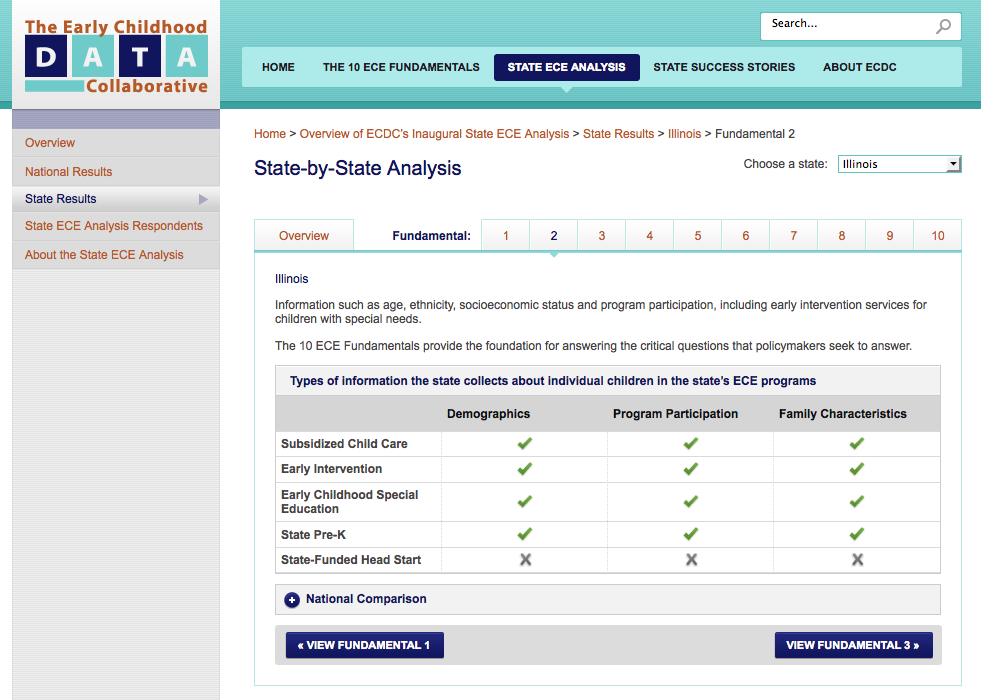 The Early Childhood
DATA
Collaborative
Search...
HOME THE 10 ECE FUNDAMENTALS STATE ECE ANALYSIS STATE SUCCESS STORIES ABOUT ECDC
Overview
National Results
State Results
State ECE Analysis Respondents
About the State ECE Analysis
Home > Overview of ECDC's Inaugural State ECE Analysis > State Results > Illinois > Fundamental 2
State-by-State Analysis
Choose a state: Illinois
Overview Fundamental: 1 2 3 4 5 6 7 8 9 10
Illinois
Information such as age, ethnicity, socioeconomic status and program participation, including early intervention services for
children with special needs.
The 10 ECE Fundamentals provide the foundation for answering the critical questions that policymakers seek to answer.
Types of information the state collects about individual children in the state's ECE programs
Demographics Program Participation Family Characteristics
Subsidized Child Care ✔ ✔ ✔
Early Intervention ✔ ✔ ✔
Early Childhood Special
Education ✔ ✔ ✔
State Pre-K ✔ ✔ ✔
State-Funded Head Start X X X
National Comparison
« VIEW FUNDAMENTAL 1 VIEW FUNDAMENTAL 3 »